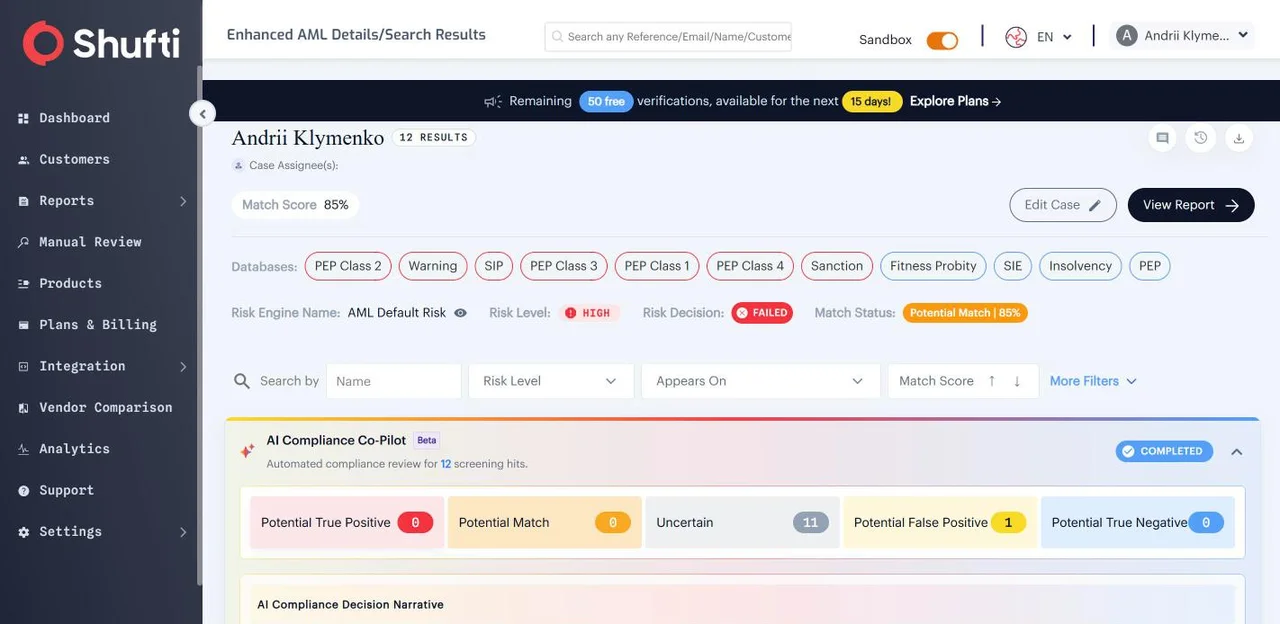 Shufti
Enhanced AML Details/Search Results
Search any Reference/Email/Name/Custome
Sandbox
EN
A
Andrii Klyme...
Remaining 50 free verifications, available for the next 15 days! Explore Plans →
Dashboard
Customers
Reports
Manual Review
Products
Plans & Billing
Integration
Vendor Comparison
Analytics
Support
Settings
Andrii Klymenko 12 RESULTS
Case Assignee(s):
Match Score 85%
Edit Case
View Report →
Databases: PEP Class 2 Warning SIP PEP Class 3 PEP Class 1 PEP Class 4 Sanction Fitness Probity SIE Insolvency PEP
Risk Engine Name: AML Default Risk Risk Level: HIGH Risk Decision: FAILED Match Status: Potential Match | 85%
Search by Name Risk Level Appears On Match Score ↑ ↓ More Filters
AI Compliance Co-Pilot Beta
Automated compliance review for 12 screening hits.
COMPLETED
Potential True Positive 0 Potential Match 0 Uncertain 11 Potential False Positive 1 Potential True Negative 0
AI Compliance Decision Narrative